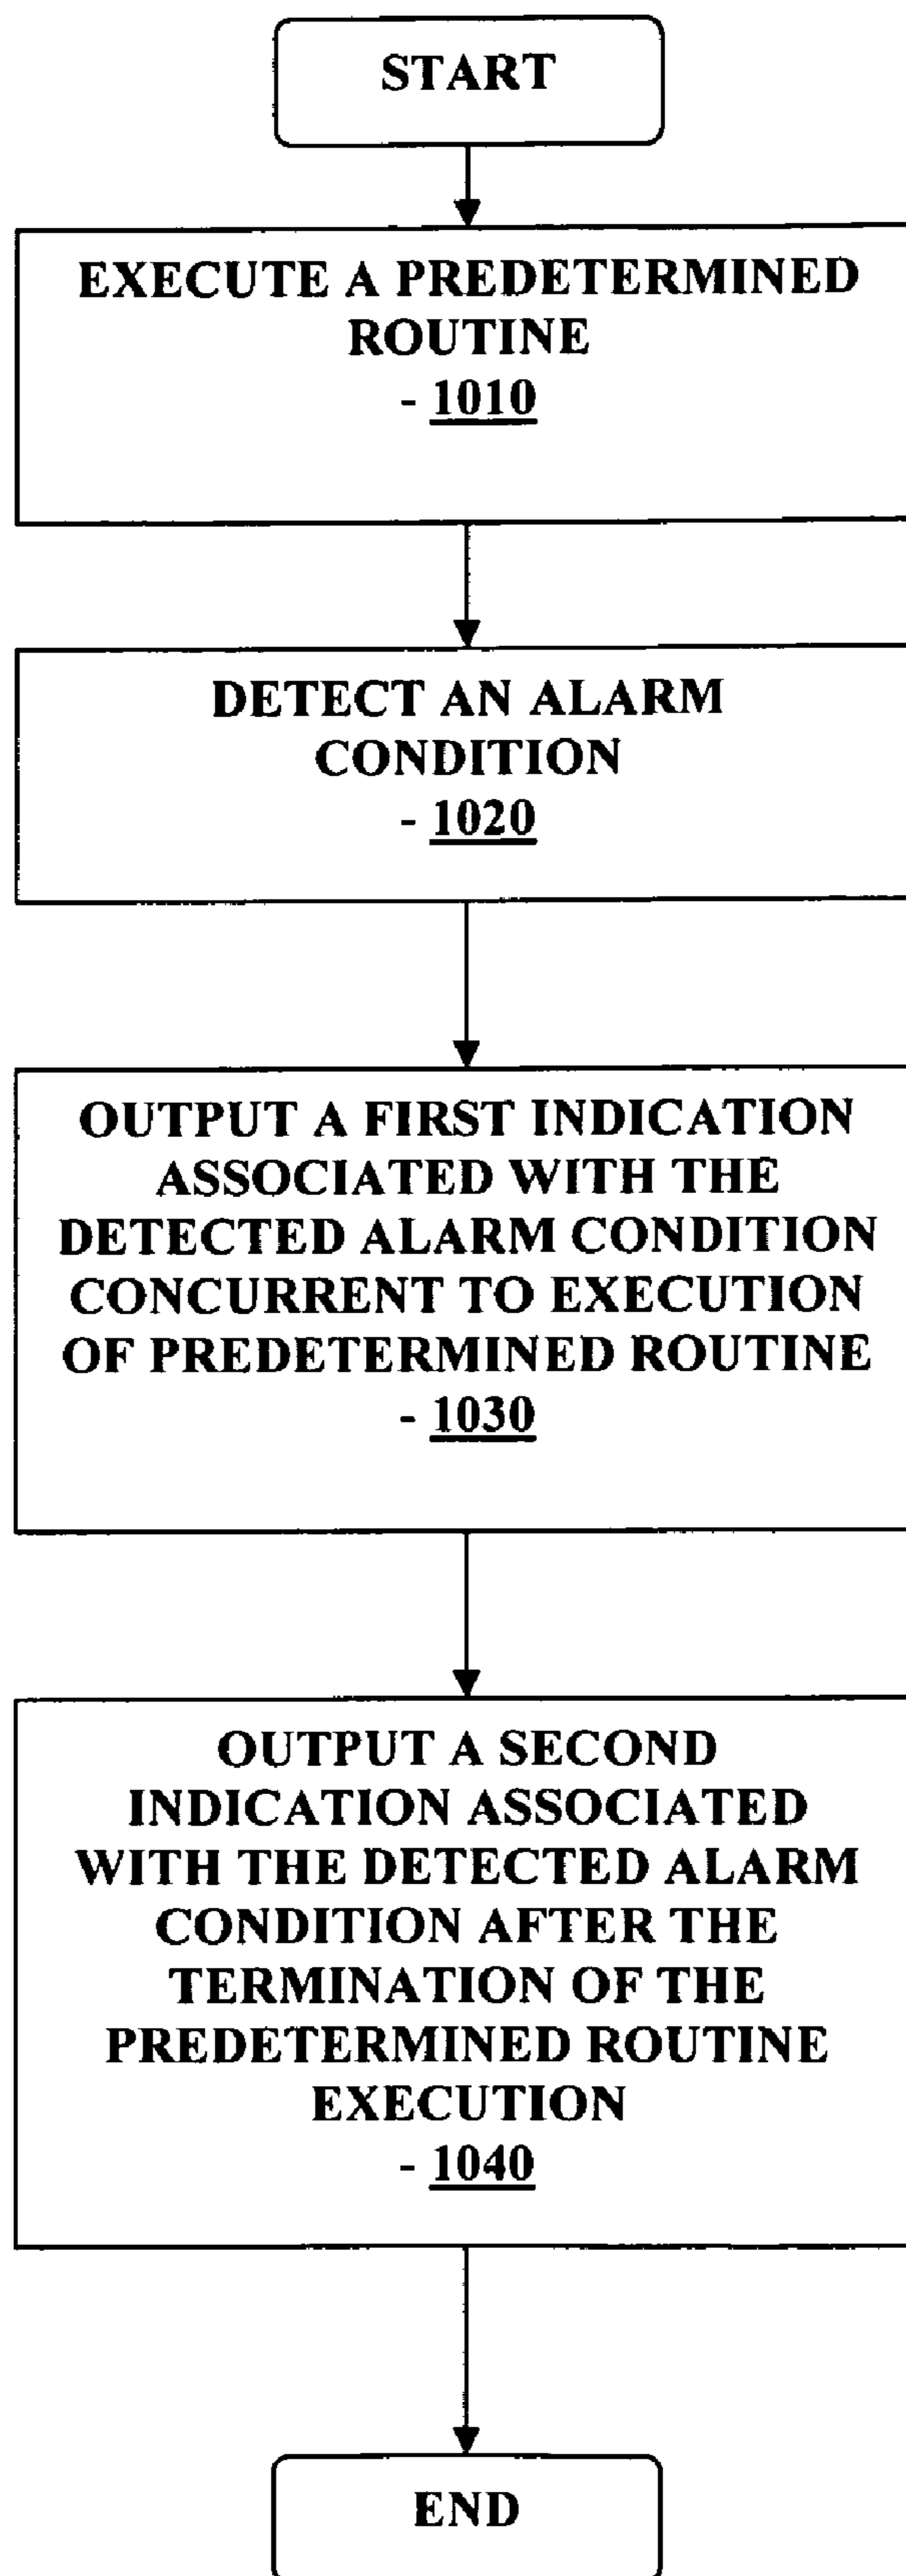 START
EXECUTE A PREDETERMINED
ROUTINE
- 1010
DETECT AN ALARM
CONDITION
- 1020
OUTPUT A FIRST INDICATION
ASSOCIATED WITH THE
DETECTED ALARM CONDITION
CONCURRENT TO EXECUTION
OF PREDETERMINED ROUTINE
- 1030
OUTPUT A SECOND
INDICATION ASSOCIATED
WITH THE DETECTED ALARM
CONDITION AFTER THE
TERMINATION OF THE
PREDETERMINED ROUTINE
EXECUTION
- 1040
END